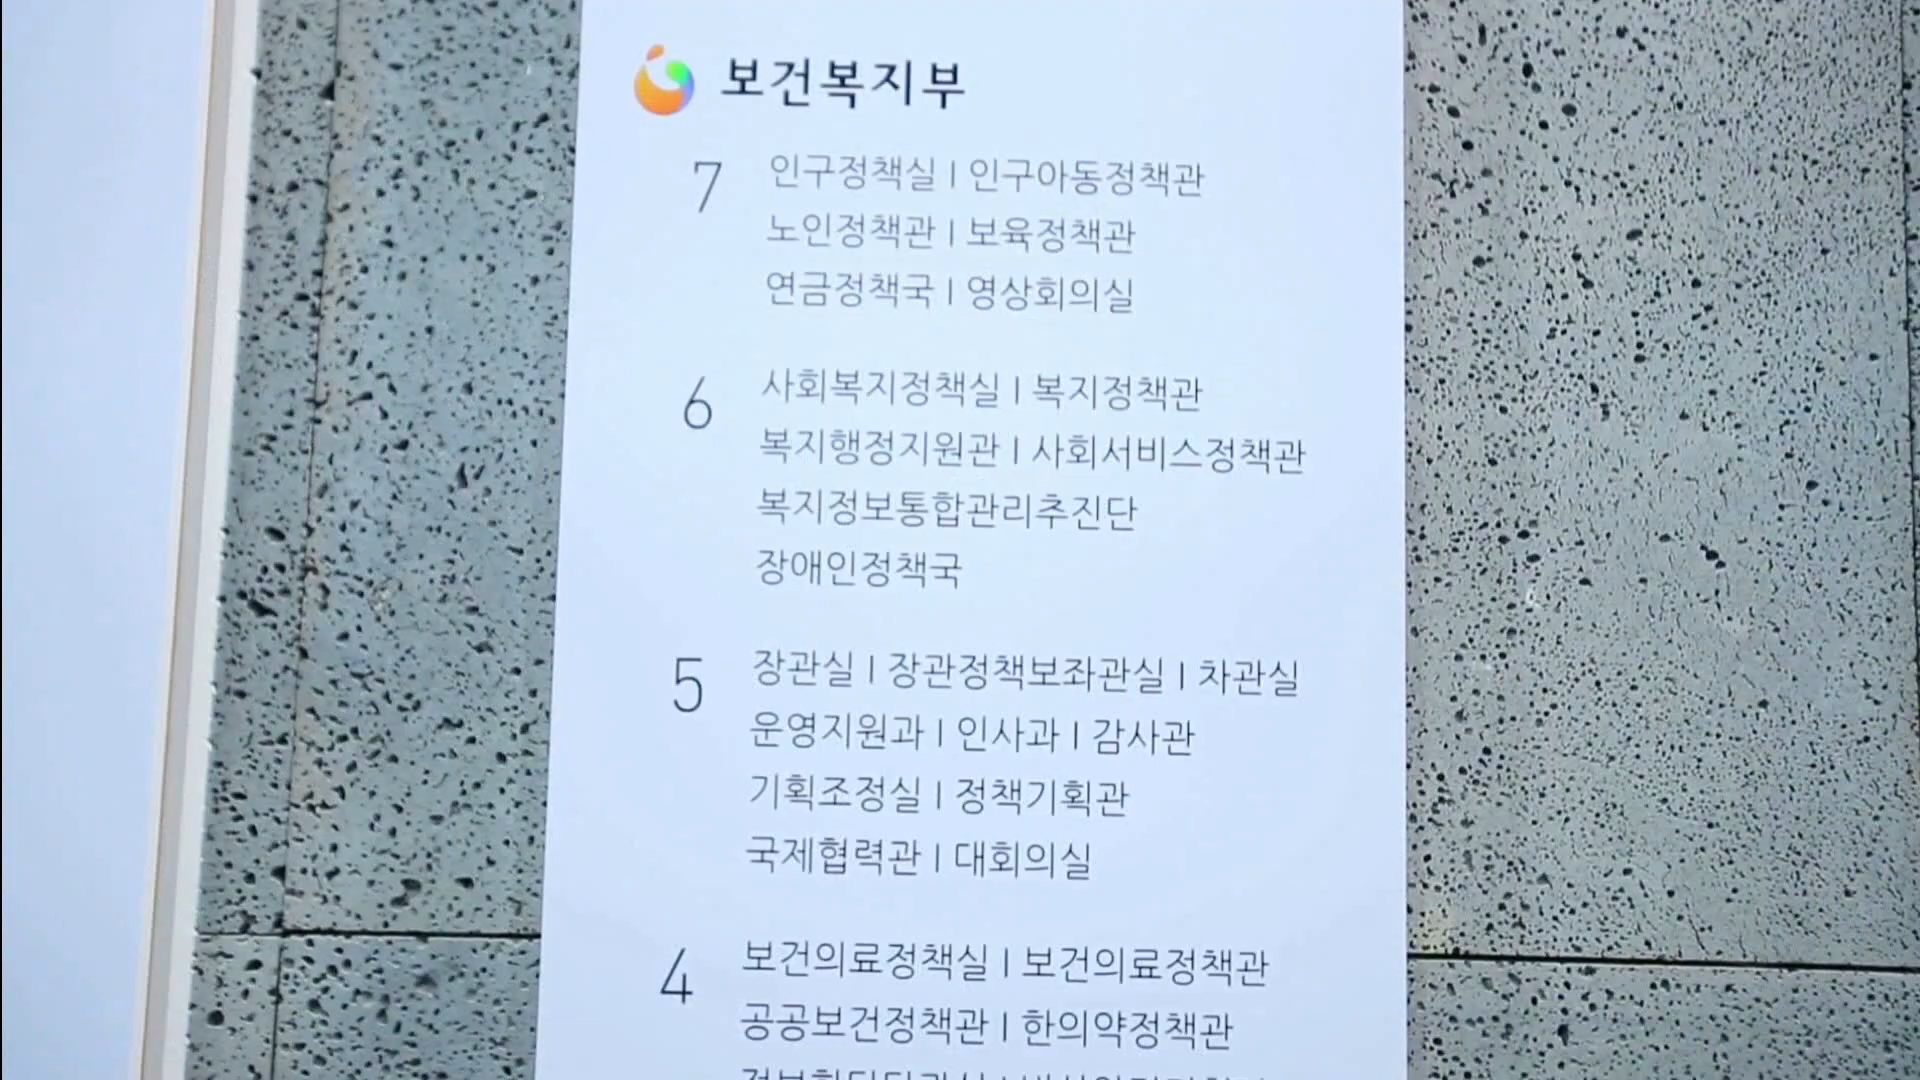 보건복지부
7 인구정책실 | 인구아동정책관
노인정책관 | 보육정책관
연금정책국 | 영상회의실
6 사회복지정책실 | 복지정책관
복지행정지원관 | 사회서비스정책관
복지정보통합관리추진단
장애인정책국
5 장관실 | 장관정책보좌관실 | 차관실
운영지원과 | 인사과 | 감사관
기획조정실 | 정책기획관
국제협력관 | 대회의실
4 보건의료정책실 | 보건의료정책관
공공보건정책관 | 한의약정책관